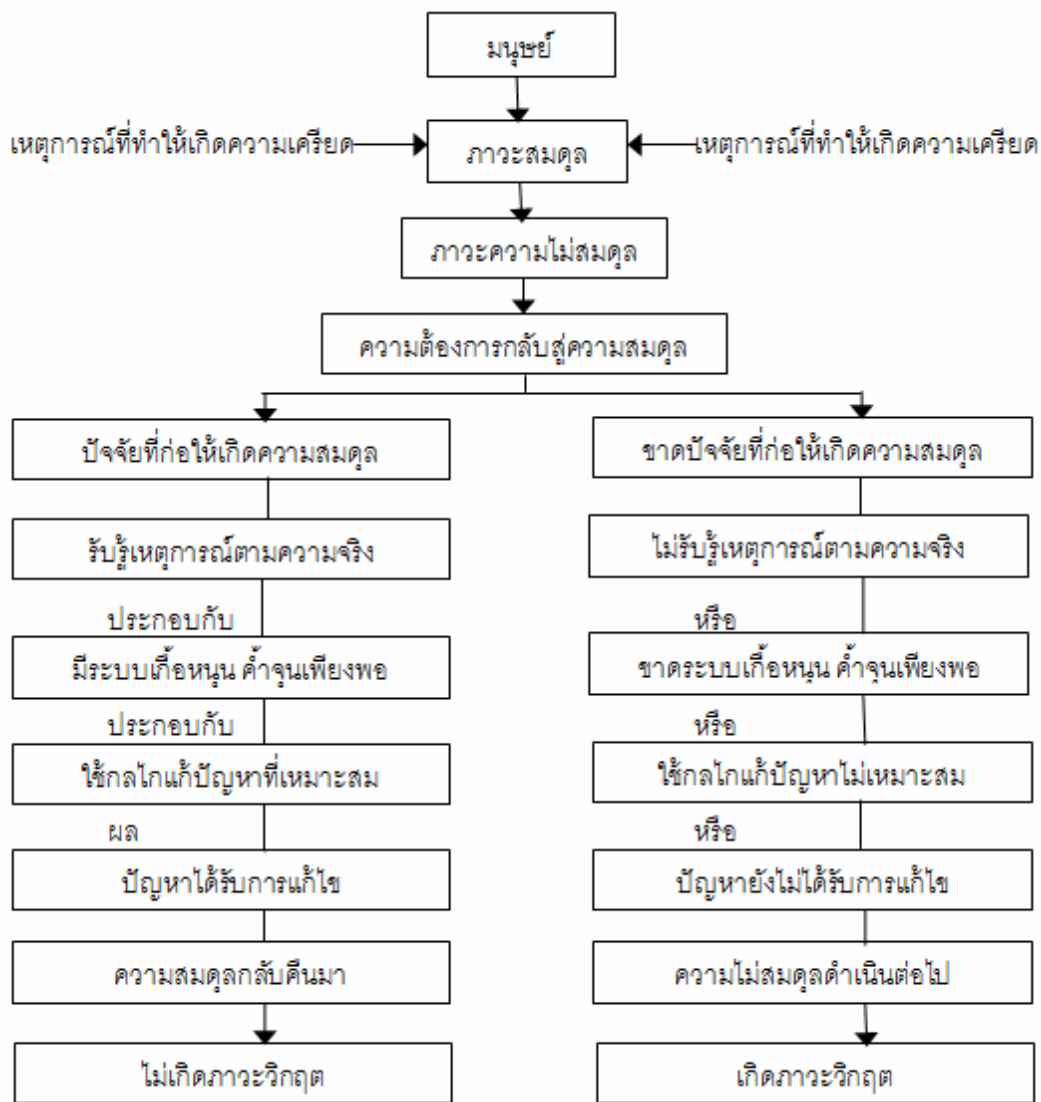 มนุษย์
เหตุการณ์ที่ทำให้เกิดความเครียด
ภาวะสมดุล
เหตุการณ์ที่ทำให้เกิดความเครียด
ภาวะความไม่สมดุล
ความต้องการกลับสู่ความสมดุล
ปัจจัยที่ก่อให้เกิดความสมดุล
รับรู้เหตุการณ์ตามความจริง
ประกอบกับ
มีระบบเกื้อหนุน ค้ำจุนเพียงพอ
ประกอบกับ
ใช้กลไกแก้ปัญหาที่เหมาะสม
ผล
ปัญหาได้รับการแก้ไข
ความสมดุลกลับคืนมา
ไม่เกิดภาวะวิกฤต
ขาดปัจจัยที่ก่อให้เกิดความสมดุล
ไม่รับรู้เหตุการณ์ตามความจริง
หรือ
ขาดระบบเกื้อหนุน ค้ำจุนเพียงพอ
หรือ
ใช้กลไกแก้ปัญหาไม่เหมาะสม
หรือ
ปัญหายังไม่ได้รับการแก้ไข
ความไม่สมดุลดำเนินต่อไป
เกิดภาวะวิกฤต